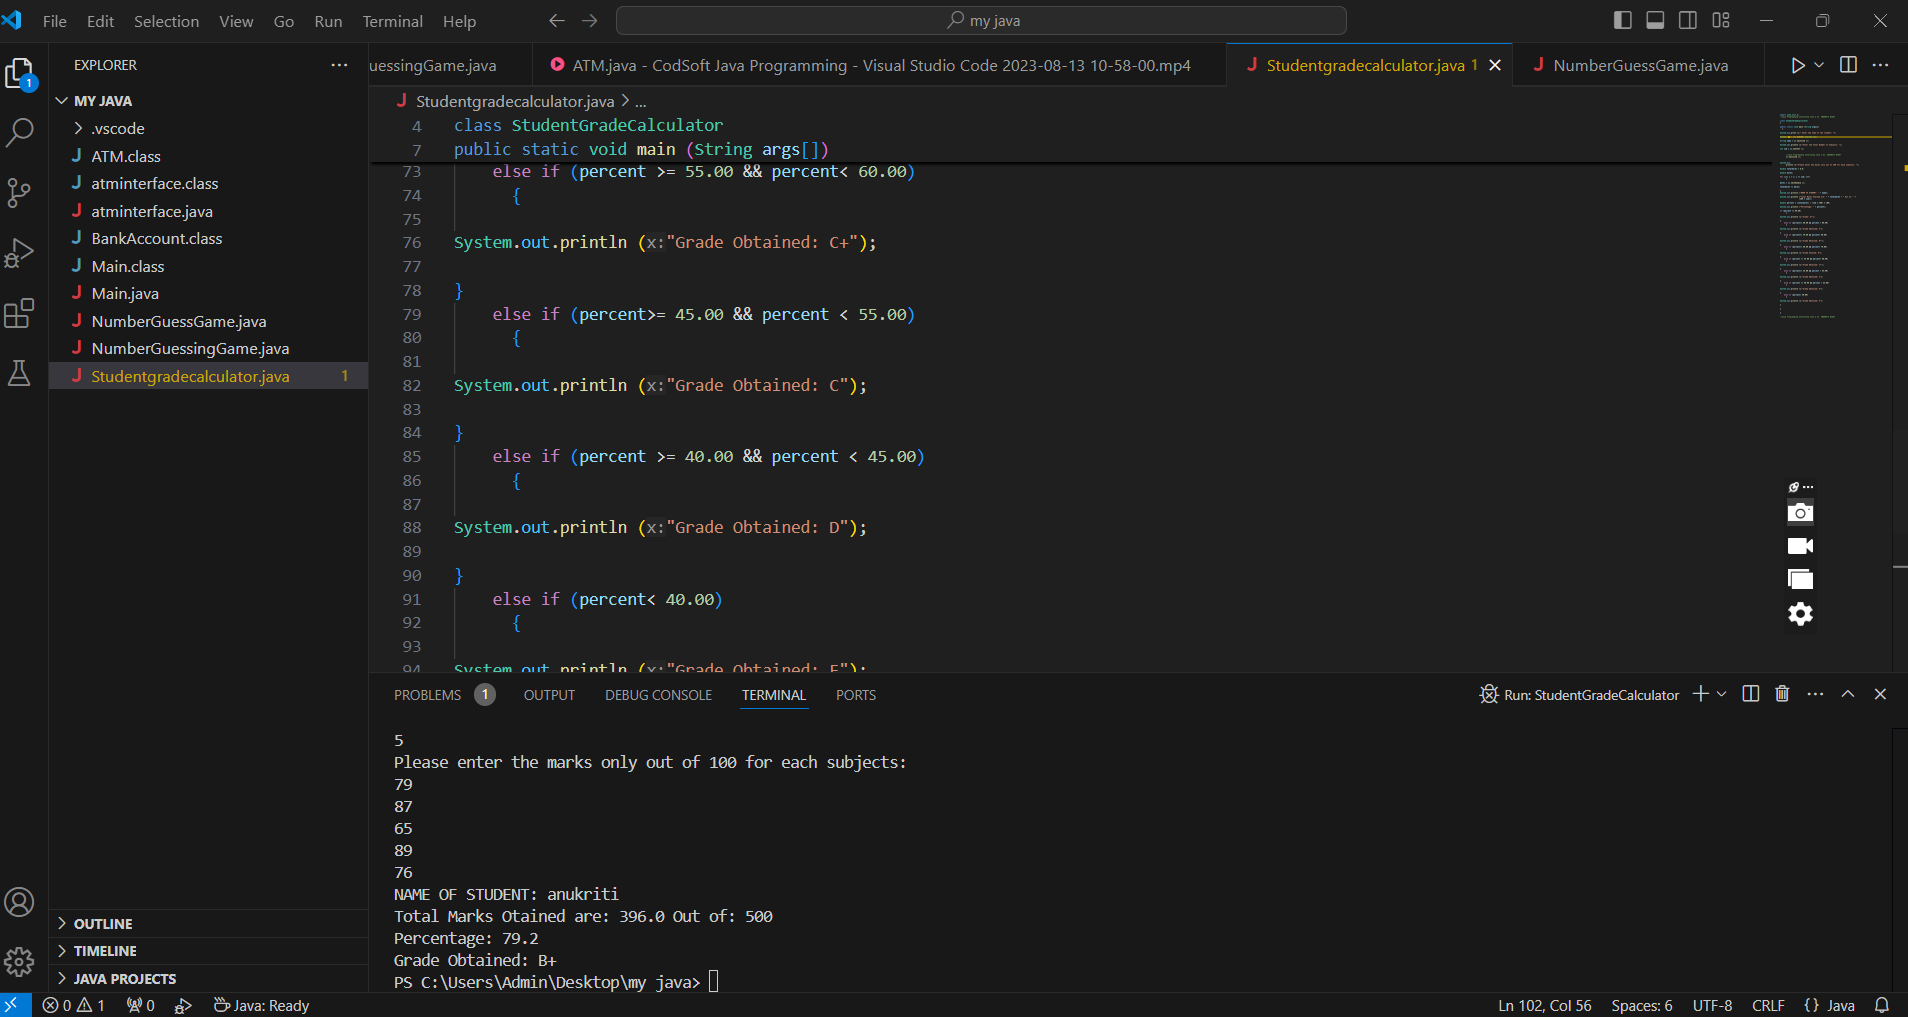 File Edit Selection View Go Run Terminal Help
my java
EXPLORER
uessingGame.java
ATM.java - CodSoft Java Programming - Visual Studio Code 2023-08-13 10-58-00.mp4
Studentgradecalculator.java 1
NumberGuessGame.java
1
MY JAVA
.vscode
ATM.class
atminterface.class
atminterface.java
BankAccount.class
Main.class
Main.java
NumberGuessGame.java
NumberGuessingGame.java
Studentgradecalculator.java 1
OUTLINE
TIMELINE
JAVA PROJECTS
Studentgradecalculator.java > ...
4 class StudentGradeCalculator
7 public static void main (String args[])
73 else if (percent >= 55.00 && percent< 60.00)
74 {
75
76 System.out.println (x:"Grade Obtained: C+");
77
78 }
79 else if (percent>= 45.00 && percent < 55.00)
80 {
81
82 System.out.println (x:"Grade Obtained: C");
83
84 }
85 else if (percent >= 40.00 && percent < 45.00)
86 {
87
88 System.out.println (x:"Grade Obtained: D");
89
90 }
91 else if (percent< 40.00)
92 {
93
94 System.out.println (x:"Grade Obtained:
PROBLEMS 1 OUTPUT DEBUG CONSOLE TERMINAL PORTS
Run: StudentGradeCalculator
5
Please enter the marks only out of 100 for each subjects:
79
87
65
89
76
NAME OF STUDENT: anukriti
Total Marks Otained are: 396.0 Out of: 500
Percentage: 79.2
Grade Obtained: B+
PS C:\Users\Admin\Desktop\my java>
0 1 0 Java: Ready
Ln 102, Col 56 Spaces: 6 UTF-8 CRLF {} Java